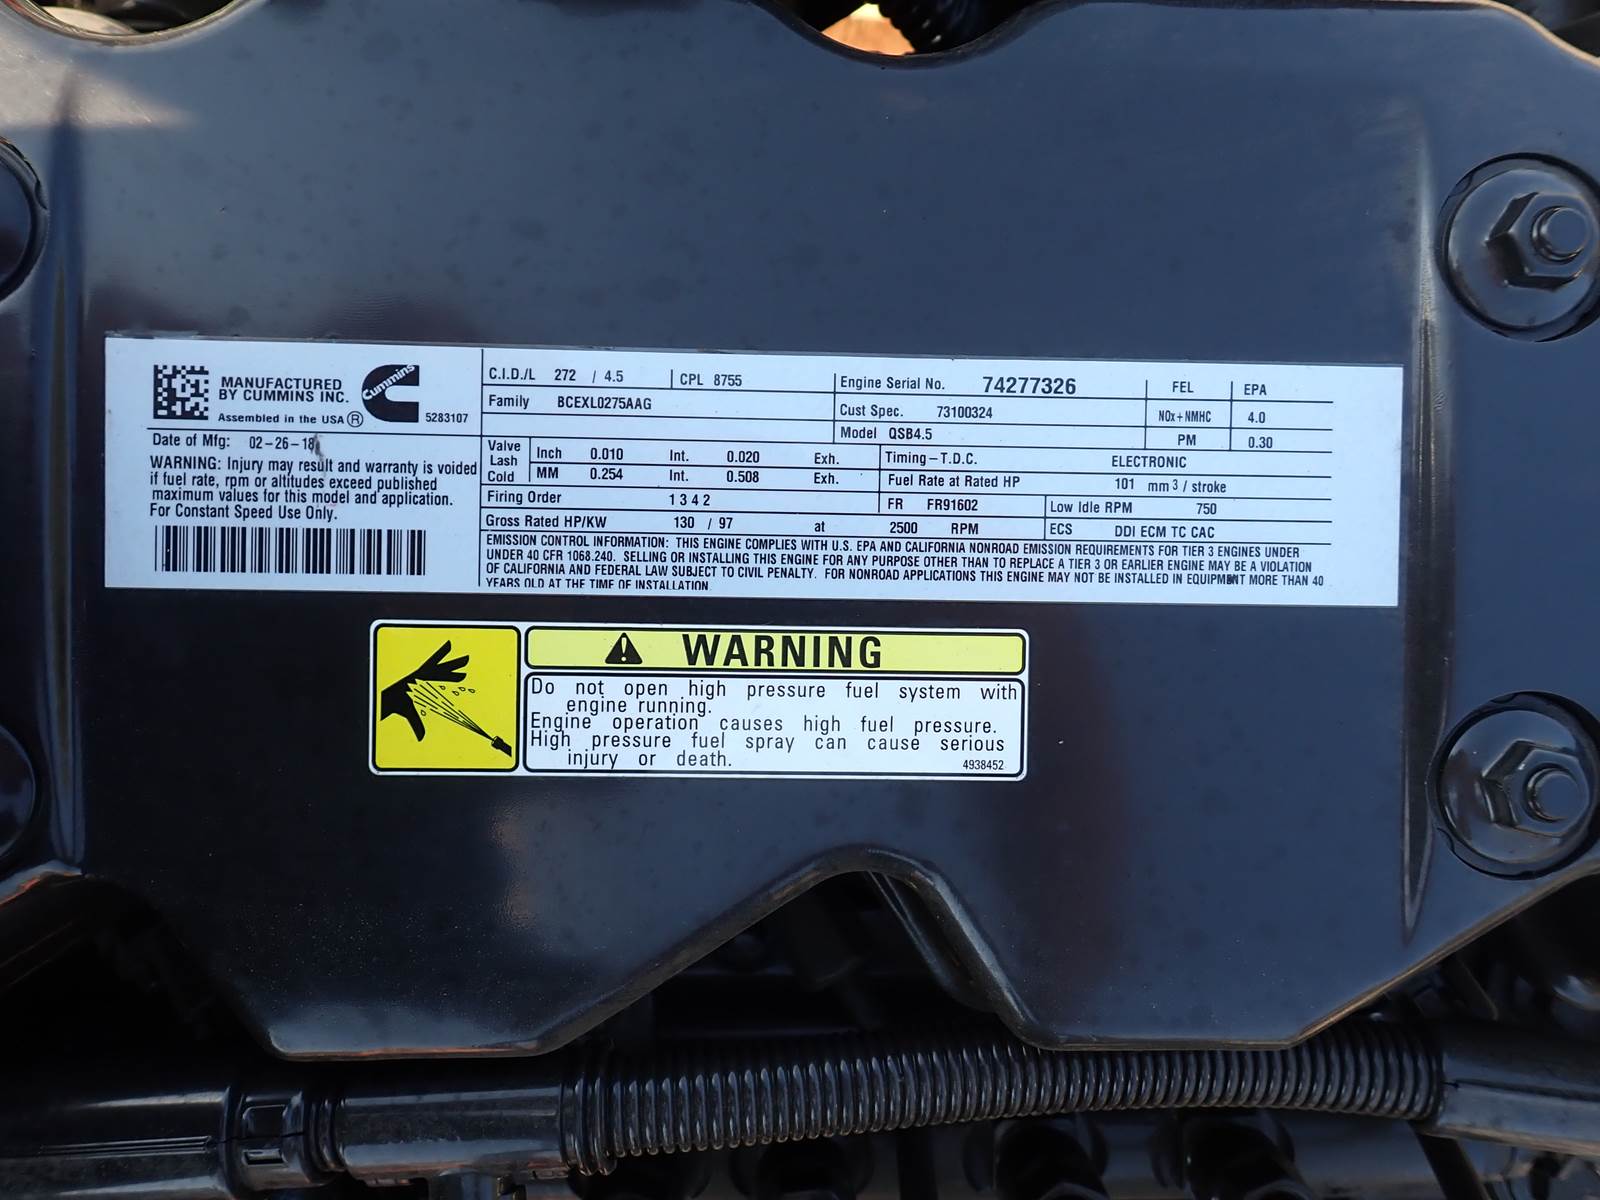 MANUFACTURED
BY CUMMINS INC.
Assembled in the USA ®
Cummins
5283107
Date of Mfg: 02-26-18
WARNING: Injury may result and warranty is voided
if fuel rate, rpm or altitudes exceed published
maximum values for this model and application.
For Constant Speed Use Only.
C.I.D./L 272 / 4.5 CPL 8755
Family BCEXL0275AAG
Engine Serial No. 74277326
Cust Spec. 73100324
Model QSB4.5
FEL EPA
NOx+NMHC 4.0
PM 0.30
Valve
Lash
Cold
Inch 0.010 Int. 0.020 Exh.
MM 0.254 Int. 0.508 Exh.
Timing-T.D.C. ELECTRONIC
Fuel Rate at Rated HP 101 mm3 / stroke
Firing Order 1 3 4 2
FR FR91602 Low Idle RPM 750
Gross Rated HP/KW 130 / 97 at 2500 RPM
ECS DDI ECM TC CAC
EMISSION CONTROL INFORMATION: THIS ENGINE COMPLIES WITH U.S. EPA AND CALIFORNIA NONROAD EMISSION REQUIREMENTS FOR TIER 3 ENGINES UNDER
UNDER 40 CFR 1068.240. SELLING OR INSTALLING THIS ENGINE FOR ANY PURPOSE OTHER THAN TO REPLACE A TIER 3 OR EARLIER ENGINE MAY BE A VIOLATION
OF CALIFORNIA AND FEDERAL LAW SUBJECT TO CIVIL PENALTY. FOR NONROAD APPLICATIONS THIS ENGINE MAY NOT BE INSTALLED IN EQUIPMENT MORE THAN 40
YEARS OLD AT THE TIME OF INSTALLATION.
WARNING
Do not open high pressure fuel system with
engine running.
Engine operation causes high fuel pressure.
High pressure fuel spray can cause serious
injury or death.
4938452